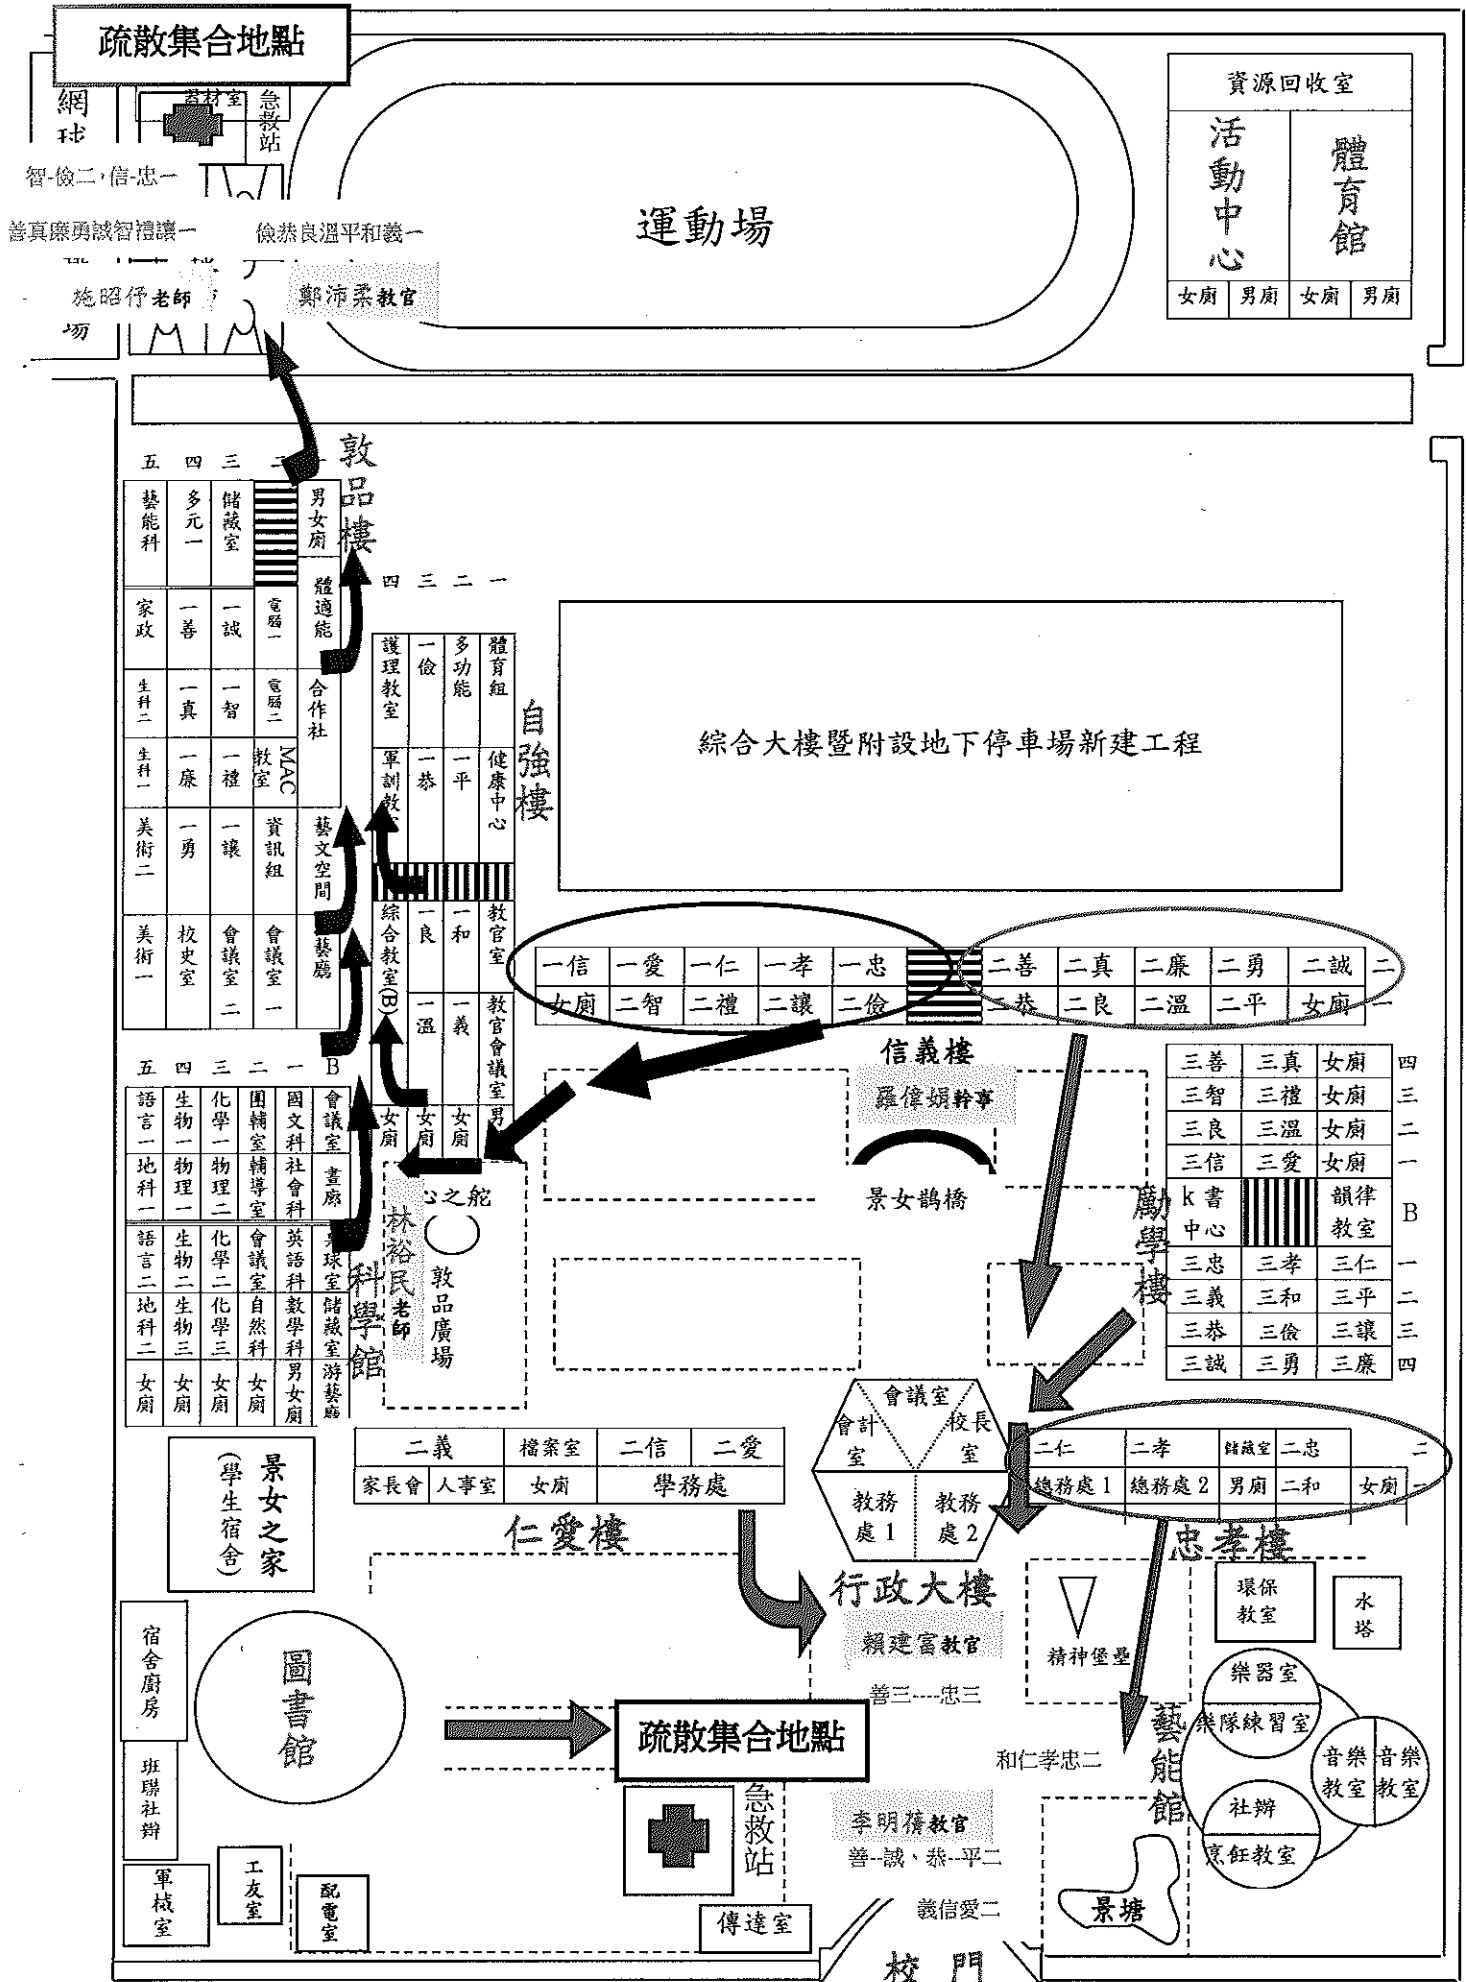 疏散集合地點
器材室
急救站
網球
場
一忠-信,二儉-智
一讓禮智誠勇廉真善
一義和平溫良恭儉
施昭伃老師
鄭沛柔教官
運動場
資源回收室
活動中心
體育館
女廁 男廁 女廁 男廁
敦品樓
五 四 三 二 一
藝能科 多元一 儲藏室 男女廁
家政 一善 一誠 電腦一 體適能
生科二 一真 一智 電腦二 合作社
生科一 一廉 一禮 MAC教室
美術二 一勇 一讓 資訊組 藝文空間
美術一 校史室 會議室二 會議室一 藝廳
自強樓
四 三 二 一
護理教室 一儉 多功能 體育組
軍訓教 一恭 一平 健康中心
綜合教室(B) 一良 一和 教官室
一溫 一義 教官會議室
女廁 女廁 女廁 男
綜合大樓暨附設地下停車場新建工程
一信 一愛 一仁 一孝 一忠 二善 二真 二廉 二勇 二誠 二
女廁 二智 二禮 二讓 二儉 二恭 二良 二溫 二平 女廁 一
信義樓
羅偉娟幹事
景女鵲橋
勵學樓
三善 三真 女廁 四
三智 三禮 女廁 三
三良 三溫 女廁 二
三信 三愛 女廁 一
k書中心 韻律教室 B
三忠 三孝 三仁 一
三義 三和 三平 二
三恭 三儉 三讓 三
三誠 三勇 三廉 四
五 四 三 二 一 B
語言一 生物一 化學一 團輔室 國文科 會議室
地科一 物理一 物理二 輔導室 社會科 畫廊
語言二 生物二 化學二 會議室 英語科 桌球室
地科二 生物三 化學三 自然科 數學科 儲藏室
女廁 女廁 女廁 女廁 男女廁 游藝廳
科學館
心之舵
林裕民老師
敦品廣場
會議室
會計室
校長室
教務處1
教務處2
二義 檔案室 二信 二愛
家長會 人事室 女廁 學務處
仁愛樓
二仁 二孝 儲藏室 二忠 二
總務處1 總務處2 男廁 二和 女廁 一
忠孝樓
行政大樓
賴建富教官
三忠----三善
景女之家
(學生宿舍)
宿舍廚房
圖書館
班聯社辦
軍械室
工友室
配電室
疏散集合地點
急救站
傳達室
精神堡壘
環保教室
水塔
樂器室
樂隊練習室
音樂教室
音樂教室
社辦
烹飪教室
藝能館
二忠孝仁和
李明蒨教官
二平--恭、誠--善
二愛信義
景塘
校門